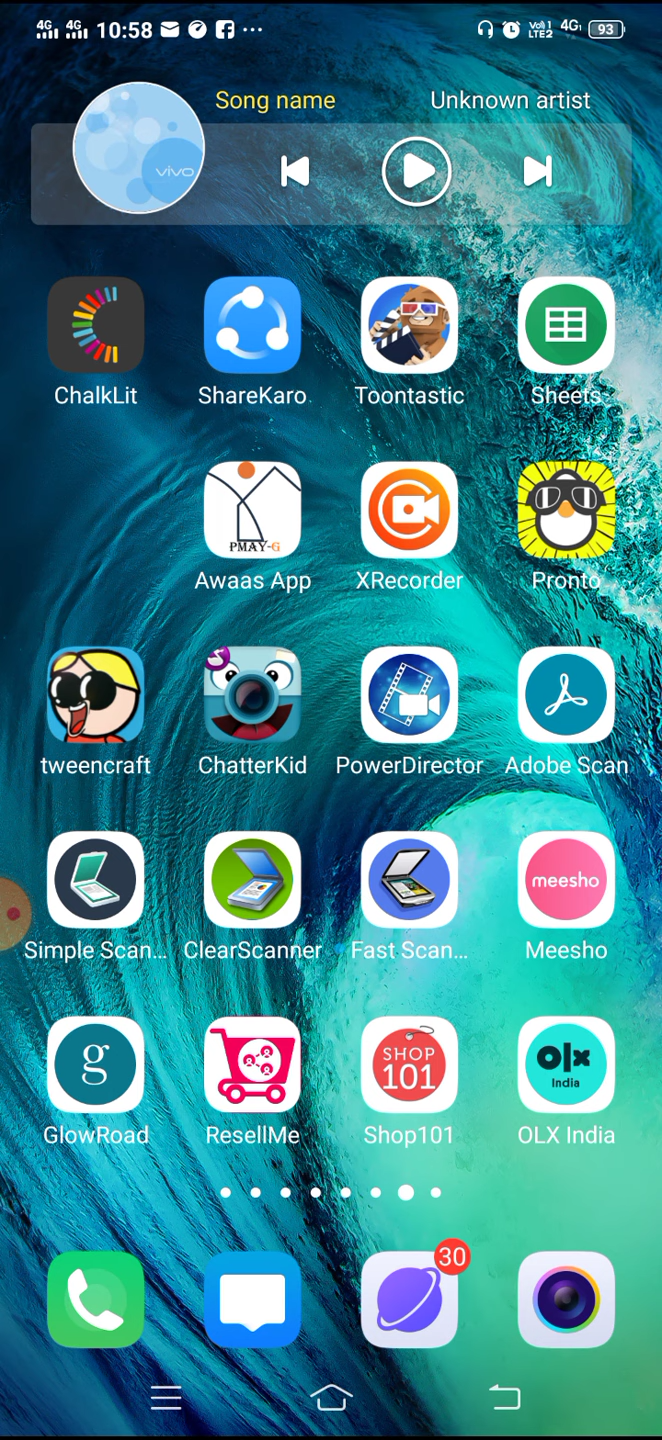 4G 4G 10:58 ••• Vo 1 LTE2 4G 93
Song name Unknown artist
vivo
ChalkLit ShareKaro Toontastic Sheets
PMAY-G
Awaas App XRecorder Pronto
tweencraft ChatterKid PowerDirector Adobe Scan
meesho
Simple Scan... ClearScanner Fast Scan... Meesho
g SHOP 101 olx India
GlowRoad ResellMe Shop101 OLX India
30